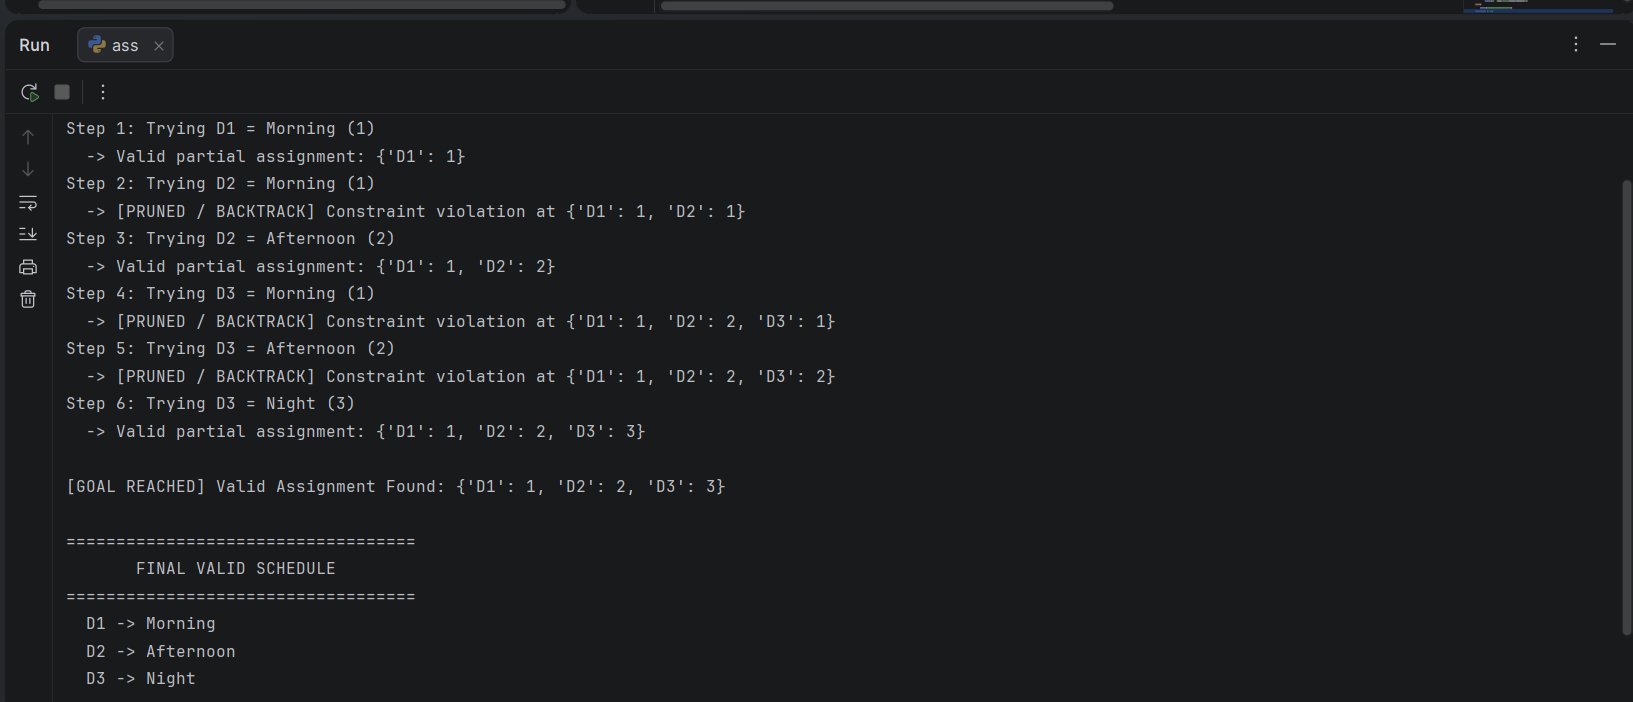 Run
ass
Step 1: Trying D1 = Morning (1)
  -> Valid partial assignment: {'D1': 1}
Step 2: Trying D2 = Morning (1)
  -> [PRUNED / BACKTRACK] Constraint violation at {'D1': 1, 'D2': 1}
Step 3: Trying D2 = Afternoon (2)
  -> Valid partial assignment: {'D1': 1, 'D2': 2}
Step 4: Trying D3 = Morning (1)
  -> [PRUNED / BACKTRACK] Constraint violation at {'D1': 1, 'D2': 2, 'D3': 1}
Step 5: Trying D3 = Afternoon (2)
  -> [PRUNED / BACKTRACK] Constraint violation at {'D1': 1, 'D2': 2, 'D3': 2}
Step 6: Trying D3 = Night (3)
  -> Valid partial assignment: {'D1': 1, 'D2': 2, 'D3': 3}

[GOAL REACHED] Valid Assignment Found: {'D1': 1, 'D2': 2, 'D3': 3}

===================================
       FINAL VALID SCHEDULE
===================================
  D1 -> Morning
  D2 -> Afternoon
  D3 -> Night